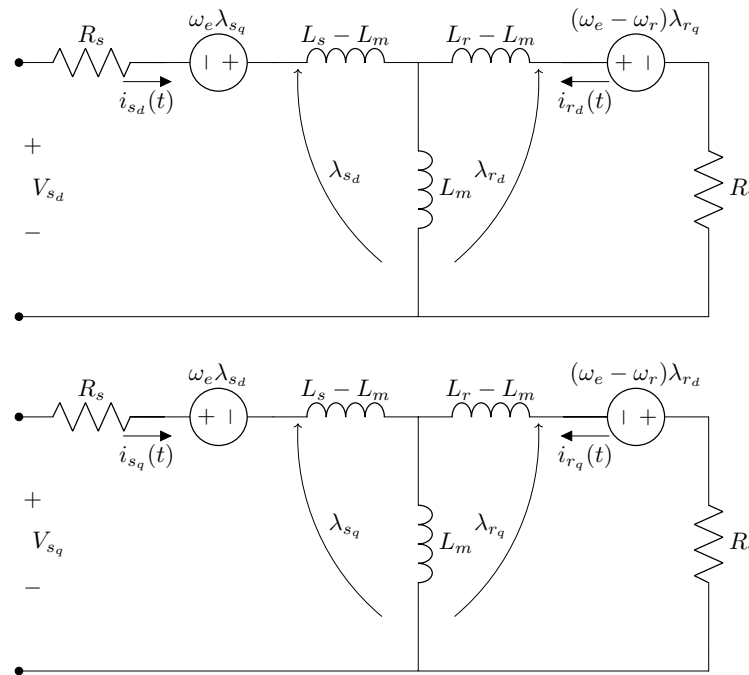 R_s
ω_e λ_{s_q}
L_s − L_m
L_r − L_m
(ω_e − ω_r)λ_{r_q}
− +
+ −
i_{s_d}(t)
i_{r_d}(t)
+
V_{s_d}
−
λ_{s_d}
λ_{r_d}
L_m
R
R_s
ω_e λ_{s_d}
L_s − L_m
L_r − L_m
(ω_e − ω_r)λ_{r_d}
+ −
− +
i_{s_q}(t)
i_{r_q}(t)
+
V_{s_q}
−
λ_{s_q}
λ_{r_q}
L_m
R